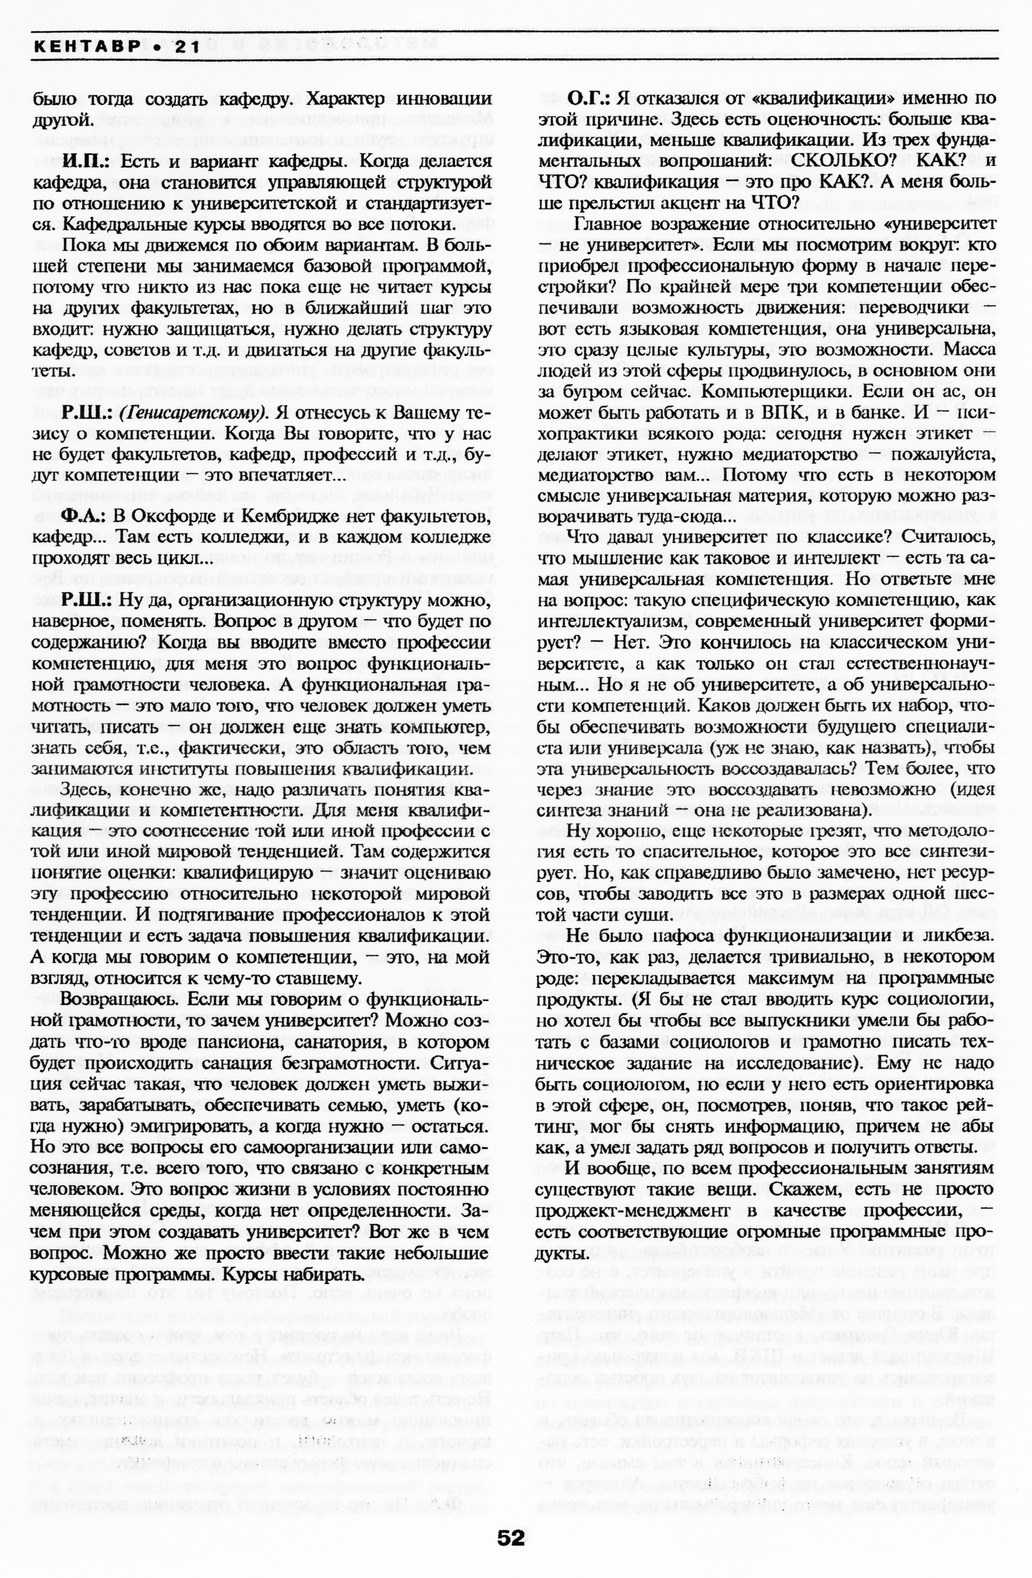 КЕНТАВР • 21
было тогда создать кафедру. Характер инновации
другой.
И.П.: Есть и вариант кафедры. Когда делается
кафедра, она становится управляющей структурой
по отношению к университетской и стандартизует-
ся. Кафедральные курсы вводятся во все потоки.
Пока мы движемся по обоим вариантам. В боль-
шей степени мы занимаемся базовой программой,
потому что никто из нас пока еще не читает курсы
на других факультетах, но в ближайший шаг это
входит: нужно защищаться, нужно делать структуру
кафедр, советов и т.д. и двигаться на другие факуль-
теты.
Р.Ш.: (Генисаретскому). Я отнесусь к Вашему те-
зису о компетенции. Когда Вы говорите, что у нас
не будет факультетов, кафедр, профессий и т.д., бу-
дут компетенции — это впечатляет...
Ф.А.: В Оксфорде и Кембридже нет факультетов,
кафедр... Там есть колледжи, и в каждом колледже
проходят весь цикл...
Р.Ш.: Ну да, организационную структуру можно,
наверное, поменять. Вопрос в другом — что будет по
содержанию? Когда вы вводите вместо профессии
компетенцию, для меня это вопрос функциональ-
ной грамотности человека. А функциональная гра-
мотность — это мало того, что человек должен уметь
читать, писать — он должен еще знать компьютер,
знать себя, т.е., фактически, это область того, чем
занимаются институты повышения квалификации.
Здесь, конечно же, надо различать понятия ква-
лификации и компетентности. Для меня квалифи-
кация — это соотнесение той или иной профессии с
той или иной мировой тенденцией. Там содержится
понятие оценки: квалифицирую — значит оцениваю
эту профессию относительно некоторой мировой
тенденции. И подтягивание профессионалов к этой
тенденции и есть задача повышения квалификации.
А когда мы говорим о компетенции, — это, на мой
взгляд, относится к чему-то ставшему.
Возвращаюсь. Если мы говорим о функциональ-
ной грамотности, то зачем университет? Можно соз-
дать что-то вроде пансиона, санатория, в котором
будет происходить санация безграмотности. Ситуа-
ция сейчас такая, что человек должен уметь выжи-
вать, зарабатывать, обеспечивать семью, уметь (ко-
гда нужно) эмигрировать, а когда нужно — остаться.
Но это все вопросы его самоорганизации или само-
сознания, т.е. всего того, что связано с конкретным
человеком. Это вопрос жизни в условиях постоянно
меняющейся среды, когда нет определенности. За-
чем при этом создавать университет? Вот же в чем
вопрос. Можно же просто ввести такие небольшие
курсовые программы. Курсы набирать.
О.Г.: Я отказался от «квалификации» именно по
этой причине. Здесь есть оценочность: больше ква-
лификации, меньше квалификации. Из трех фунда-
ментальных вопрошаний: СКОЛЬКО? КАК? и
ЧТО? квалификация — это про КАК?. А меня боль-
ше прельстил акцент на ЧТО?
Главное возражение относительно «университет
— не университет». Если мы посмотрим вокруг: кто
приобрел профессиональную форму в начале пере-
стройки? По крайней мере три компетенции обес-
печивали возможность движения: переводчики —
вот есть языковая компетенция, она универсальна,
это сразу целые культуры, это возможности. Масса
людей из этой сферы продвинулось, в основном они
за бугром сейчас. Компьютерщики. Если он ас, он
может быть работать и в ВПК, и в банке. И — пси-
хопрактики всякого рода: сегодня нужен этикет —
делают этикет, нужно медиаторство — пожалуйста,
медиаторство вам... Потому что есть в некотором
смысле универсальная материя, которую можно раз-
ворачивать туда-сюда...
Что давал университет по классике? Считалось,
что мышление как таковое и интеллект — есть та са-
мая универсальная компетенция. Но ответьте мне
на вопрос: такую специфическую компетенцию, как
интеллектуализм, современный университет форми-
рует? — Нет. Это кончилось на классическом уни-
верситете, а как только он стал естественнонауч-
ным... Но я не об университете, а об универсально-
сти компетенций. Каков должен быть их набор, что-
бы обеспечивать возможности будущего специали-
ста или универсала (уж не знаю, как назвать), чтобы
эта универсальность воссоздавалась? Тем более, что
через знание это воссоздавать невозможно (идея
синтеза знаний — она не реализована).
Ну хорошо, еще некоторые грезят, что методоло-
гия есть то спасительное, которое это все синтези-
рует. Но, как справедливо было замечено, нет ресур-
сов, чтобы заводить все это в размерах одной шес-
той части суши.
Не было пафоса функционализации и ликбеза.
Это-то, как раз, делается тривиально, в некотором
роде: перекладывается максимум на программные
продукты. (Я бы не стал вводить курс социологии,
но хотел бы чтобы все выпускники умели бы рабо-
тать с базами социологов и грамотно писать тех-
ническое задание на исследование). Ему не надо
быть социологом, но если у него есть ориентировка
в этой сфере, он, посмотрев, поняв, что такое рей-
тинг, мог бы снять информацию, причем не абы
как, а умел задать ряд вопросов и получить ответы.
И вообще, по всем профессиональным занятиям
существуют такие вещи. Скажем, есть не просто
проджект-менеджмент в качестве профессии, —
есть соответствующие огромные программные про-
дукты.
52